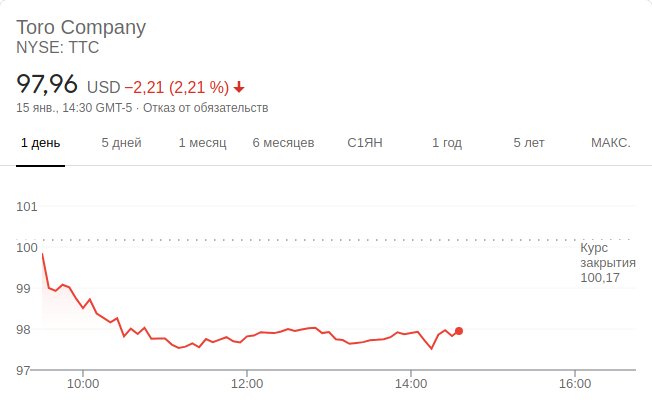 Toro Company
NYSE: TTC
97,96 USD −2,21 (2,21 %)
15 янв., 14:30 GMT-5 · Отказ от обязательств
1 день 5 дней 1 месяц 6 месяцев С1ЯН 1 год 5 лет МАКС.
101
100
Курс
закрытия
100,17
99
98
97
10:00 12:00 14:00 16:00